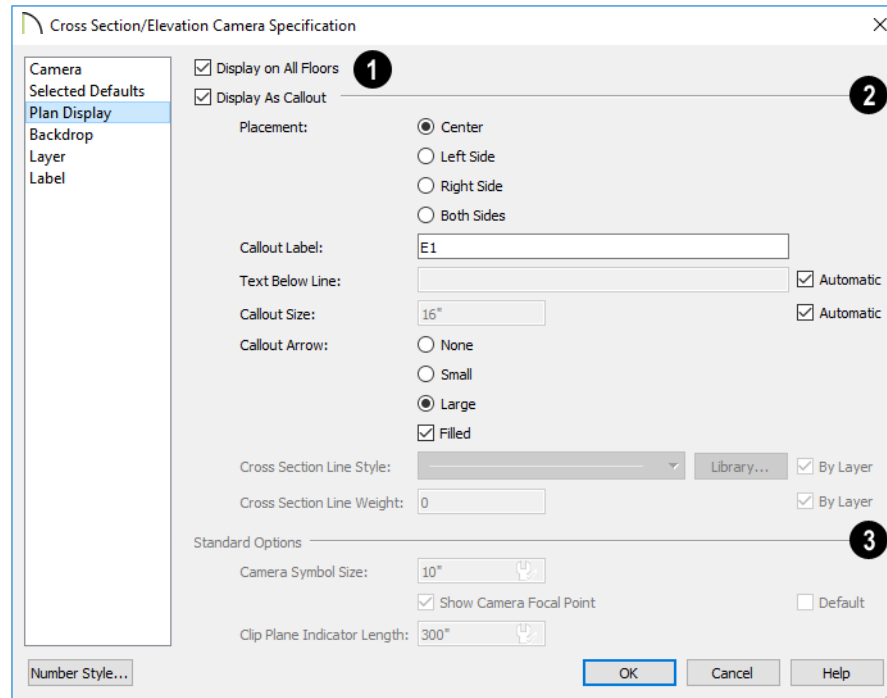 Cross Section/Elevation Camera Specification
Camera
Selected Defaults
Plan Display
Backdrop
Layer
Label
Display on All Floors 1
Display As Callout 2
Placement: Center
Left Side
Right Side
Both Sides
Callout Label: E1
Text Below Line: Automatic
Callout Size: 16" Automatic
Callout Arrow: None
Small
Large
Filled
Cross Section Line Style: Library... By Layer
Cross Section Line Weight: 0 By Layer
Standard Options 3
Camera Symbol Size: 10"
Show Camera Focal Point Default
Clip Plane Indicator Length: 300"
Number Style... OK Cancel Help